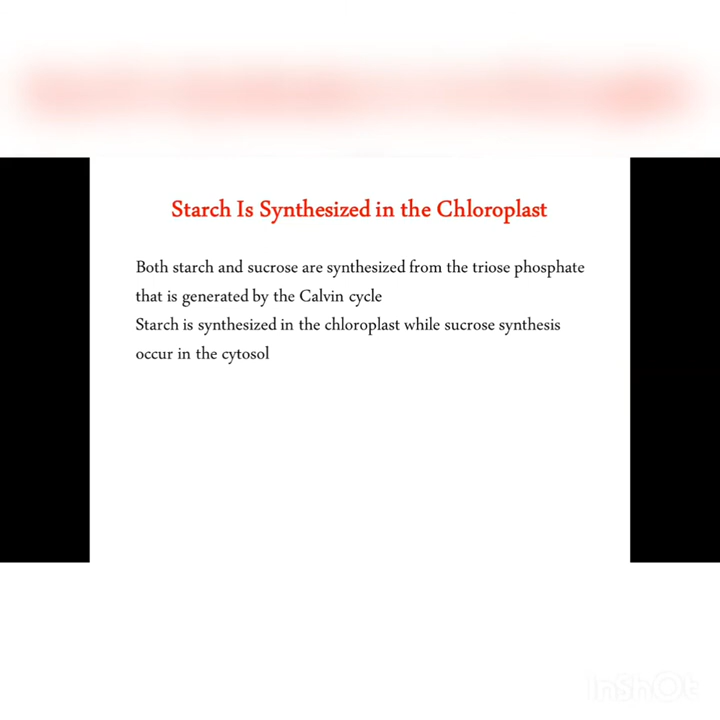 Starch Is Synthesized in the Chloroplast
Both starch and sucrose are synthesized from the triose phosphate
that is generated by the Calvin cycle
Starch is synthesized in the chloroplast while sucrose synthesis
occur in the cytosol
InShOt